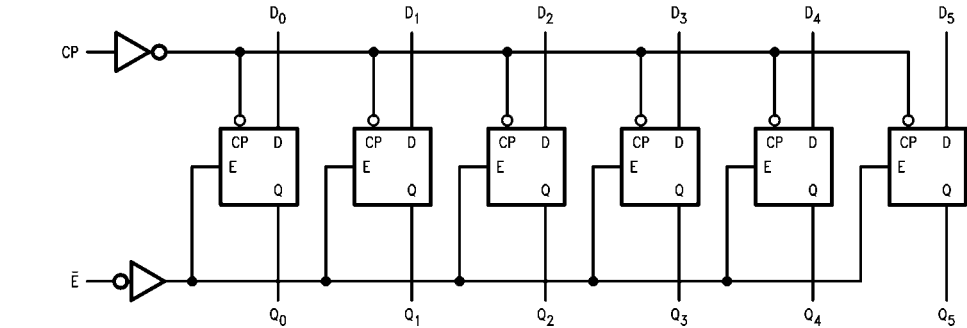 D₀ D₁ D₂ D₃ D₄ D₅
CP
CP D CP D CP D CP D CP D CP D
E E E E E E
Q Q Q Q Q Q
E̅
Q₀ Q₁ Q₂ Q₃ Q₄ Q₅